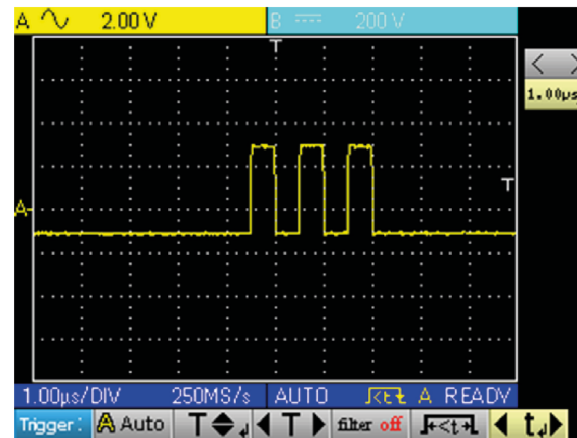 A 2.00 V B 200 V
T
< >
1.00µs
T
A
1.00µs/DIV 250MS/s AUTO t A READY
Trigger: A Auto T T filter off <t t